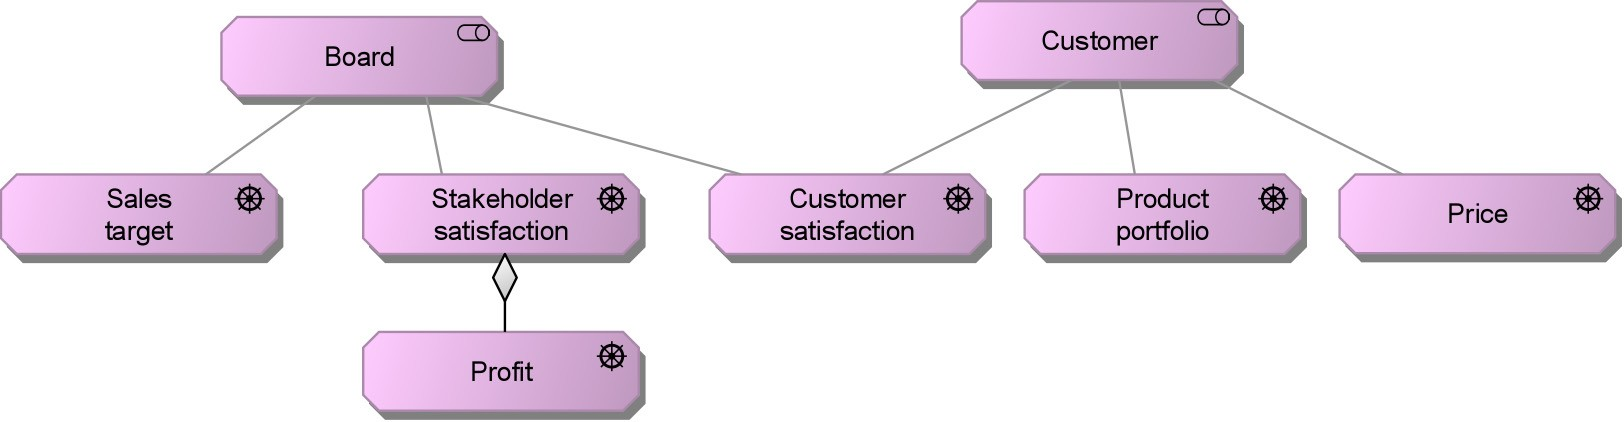 Board
Customer
Sales
target
Stakeholder
satisfaction
Customer
satisfaction
Product
portfolio
Price
Profit